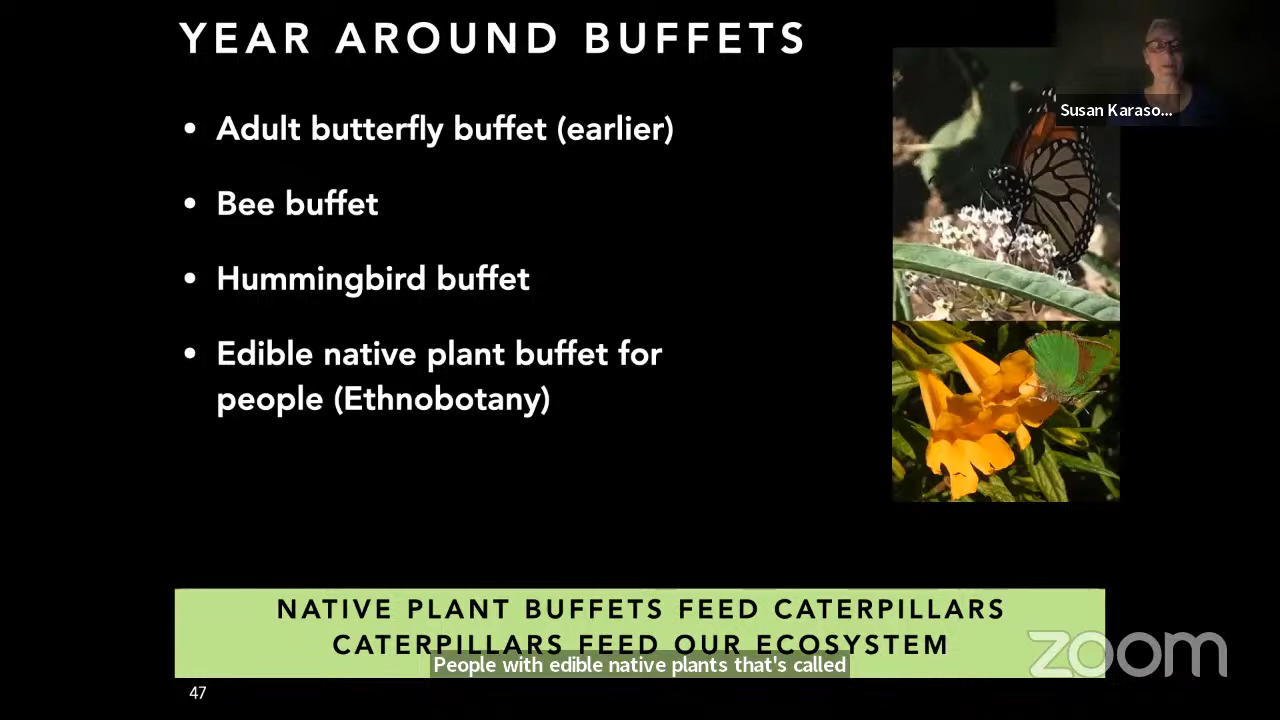 YEAR AROUND BUFFETS
Susan Karaso...
• Adult butterfly buffet (earlier)
• Bee buffet
• Hummingbird buffet
• Edible native plant buffet for
people (Ethnobotany)
NATIVE PLANT BUFFETS FEED CATERPILLARS
CATERPILLARS FEED OUR ECOSYSTEM
People with edible native plants that's called
zoom
47